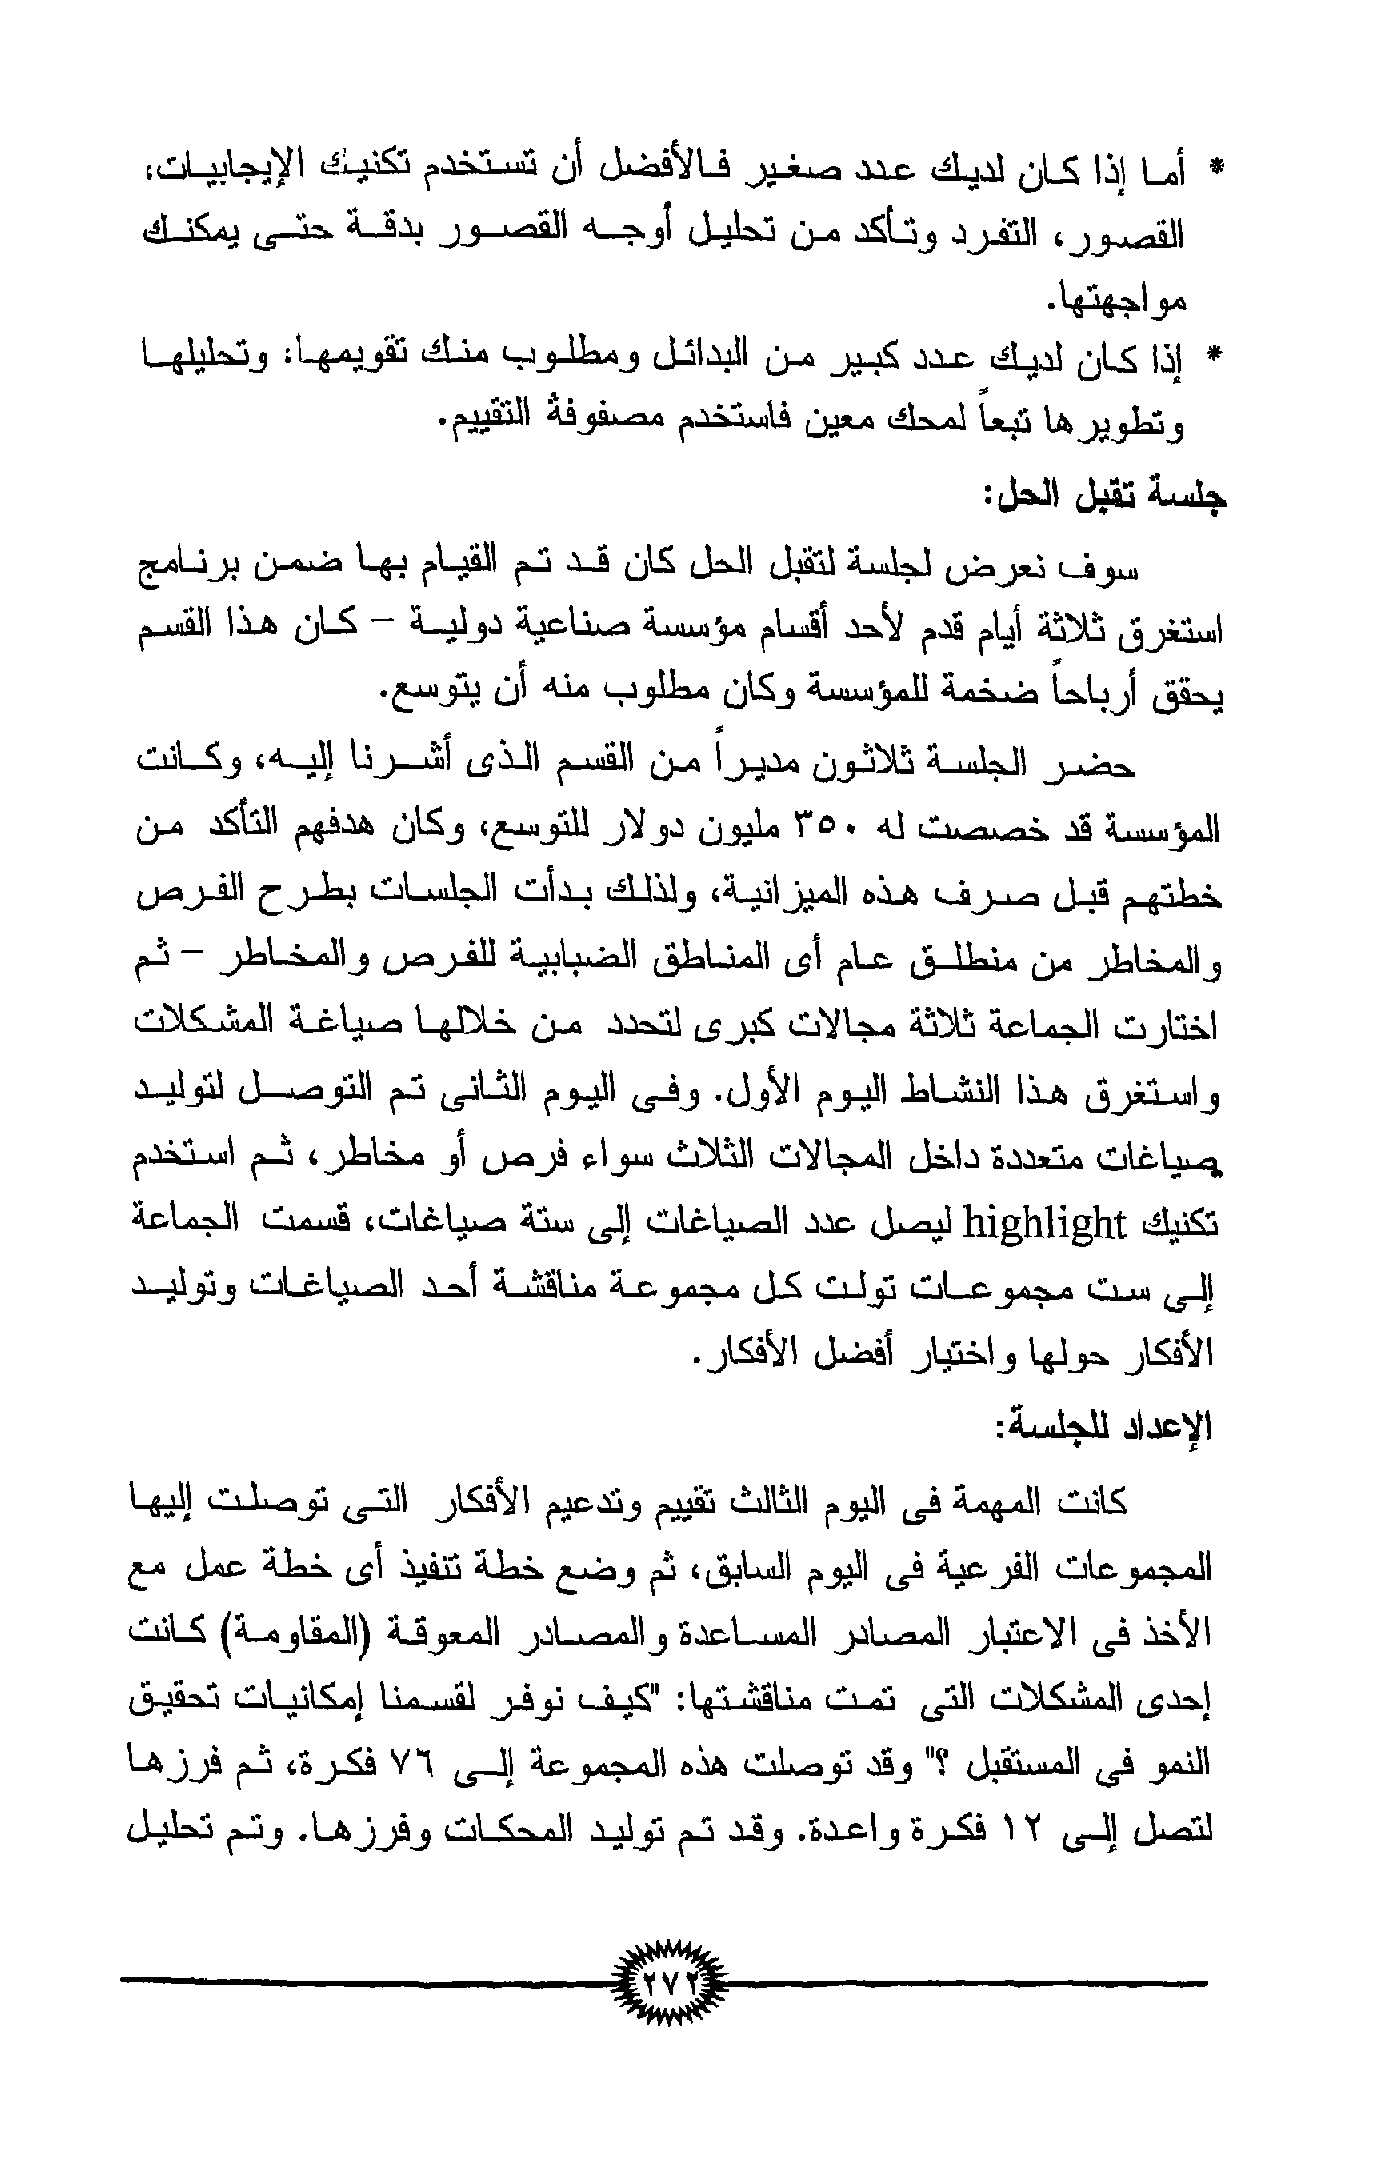 * أما إذا كان لديك عدد صغير فالأفضل أن تستخدم تكنيك الإيجابيات،
القصور، التفرد وتأكد من تحليل أوجه القصور بدقة حتى يمكنك
مواجهتها.
* إذا كان لديك عدد كبير من البدائل ومطلوب منك تقويمها: وتحليلها
وتطويرها تبعاً لمحك معين فاستخدم مصفوفة التقييم.
جلسة تقبل الحل:
سوف نعرض لجلسة لتقبل الحل كان قد تم القيام بها ضمن برنامج
استغرق ثلاثة أيام قدم لأحد أقسام مؤسسة صناعية دولية – كان هذا القسم
يحقق أرباحاً ضخمة للمؤسسة وكان مطلوب منه أن يتوسع.
حضر الجلسة ثلاثون مديراً من القسم الذى أشرنا إليه، وكانت
المؤسسة قد خصصت له ٣٥٠ مليون دولار للتوسع، وكان هدفهم التأكد من
خطتهم قبل صرف هذه الميزانية، ولذلك بدأت الجلسات بطرح الفرص
والمخاطر من منطلق عام أى المناطق الضبابية للفرص والمخاطر – ثم
اختارت الجماعة ثلاثة مجالات كبرى لتحدد من خلالها صياغة المشكلات
واستغرق هذا النشاط اليوم الأول. وفى اليوم الثانى تم التوصل لتوليد
صياغات متعددة داخل المجالات الثلاث سواء فرص أو مخاطر، ثم استخدم
تكنيك highlight ليصل عدد الصياغات إلى ستة صياغات، قسمت الجماعة
إلى ست مجموعات تولت كل مجموعة مناقشة أحد الصياغات وتوليد
الأفكار حولها واختيار أفضل الأفكار.
الإعداد للجلسة:
كانت المهمة فى اليوم الثالث تقييم وتدعيم الأفكار التى توصلت إليها
المجموعات الفرعية فى اليوم السابق، ثم وضع خطة تنفيذ أى خطة عمل مع
الأخذ فى الاعتبار المصادر المساعدة والمصادر المعوقة (المقاومة) كانت
إحدى المشكلات التى تمت مناقشتها: "كيف نوفر لقسمنا إمكانيات تحقيق
النمو فى المستقبل ؟" وقد توصلت هذه المجموعة إلى ٧٦ فكرة، ثم فرزها
لتصل إلى ١٢ فكرة واعدة. وقد تم توليد المحكات وفرزها. وتم تحليل
٢٧٢